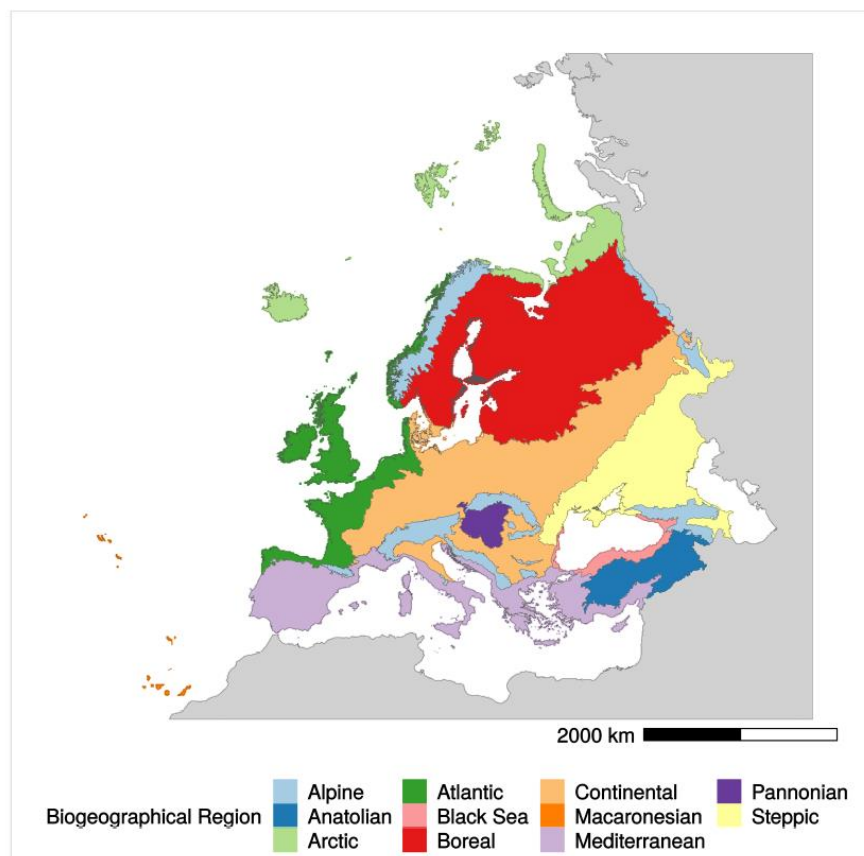 2000 km
Alpine Atlantic Continental Pannonian
Biogeographical Region Anatolian Black Sea Macaronesian Steppic
Arctic Boreal Mediterranean